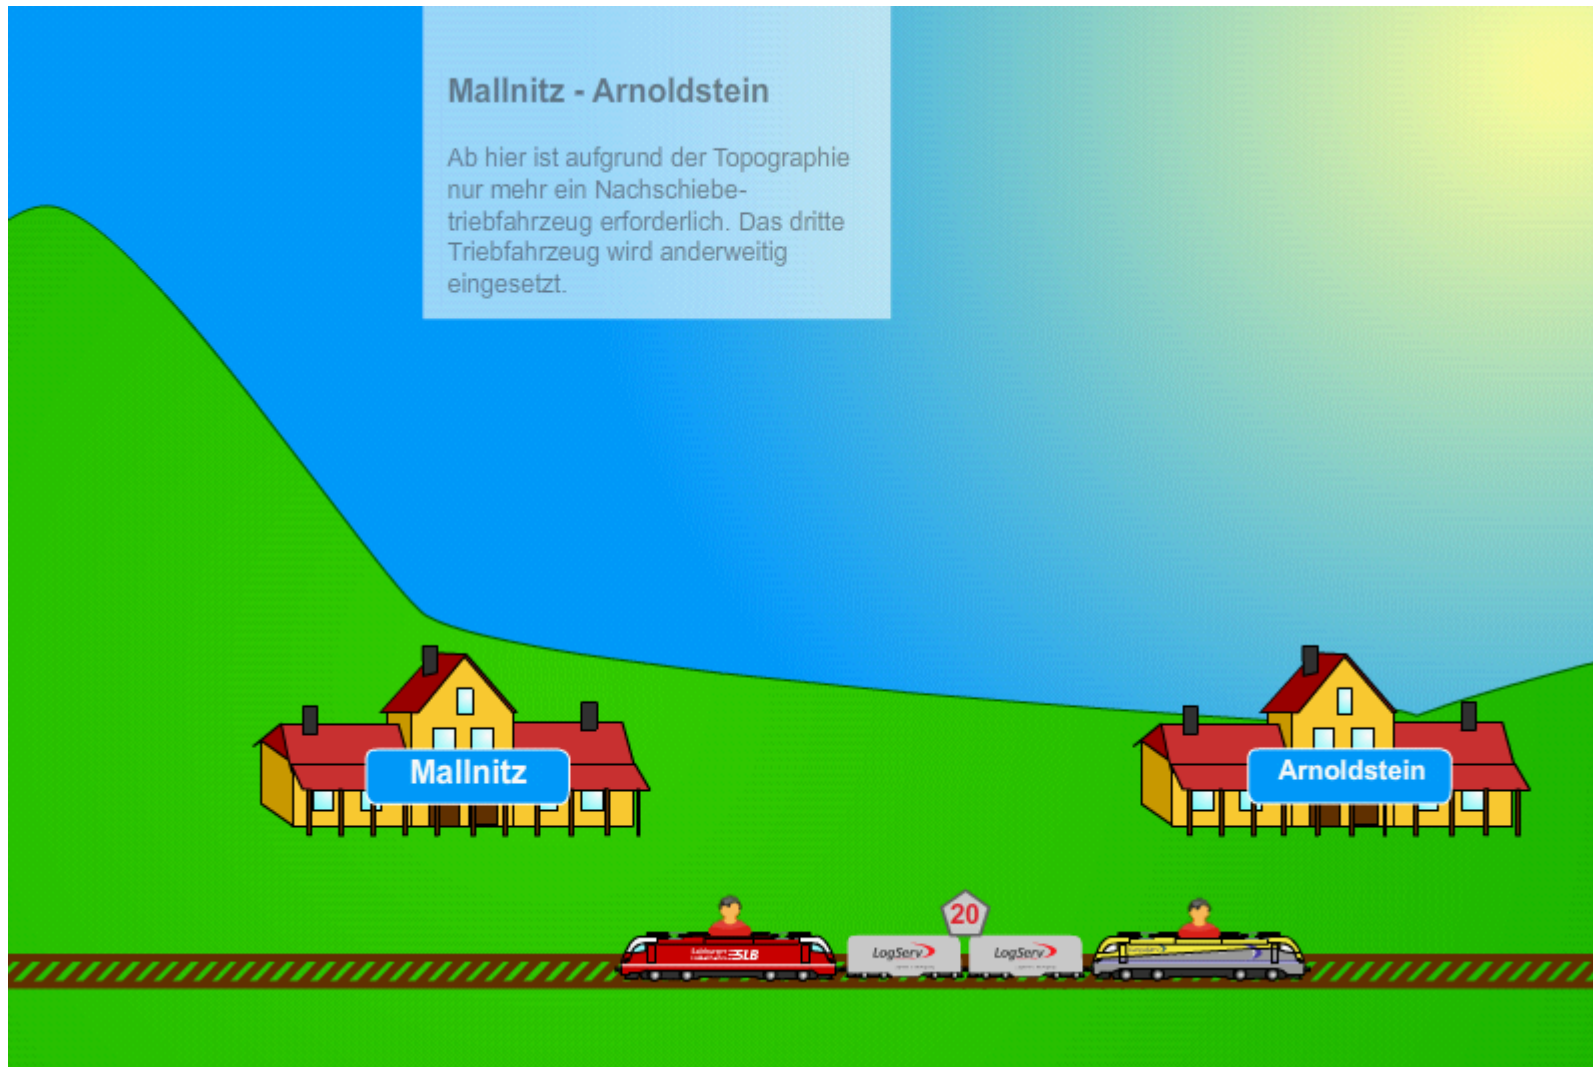 Mallnitz - Arnoldstein
Ab hier ist aufgrund der Topographie
nur mehr ein Nachschiebe-
triebfahrzeug erforderlich. Das dritte
Triebfahrzeug wird anderweitig
eingesetzt.
Mallnitz
Arnoldstein
20
SLB
LogServ
LogServ